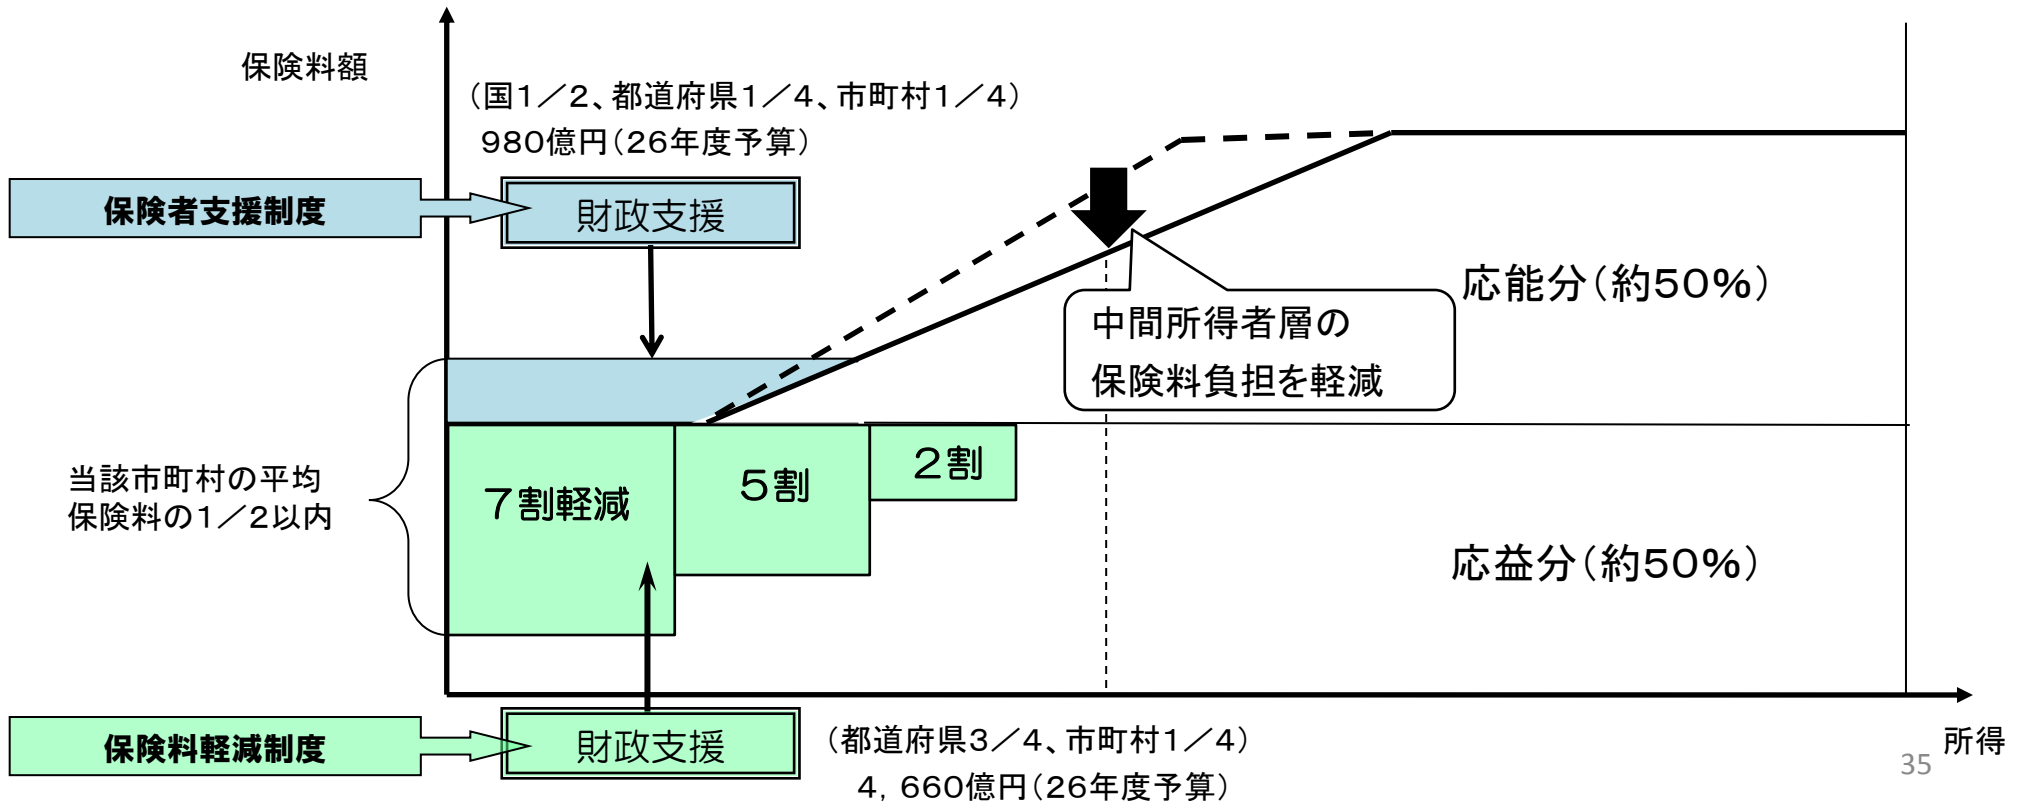 保険料額
（国１／２、都道府県１／４、市町村１／４）
９８０億円（２６年度予算）
保険者支援制度
財政支援
応能分（約５０％）
中間所得者層の
保険料負担を軽減
当該市町村の平均
保険料の１／２以内
７割軽減
５割
２割
応益分（約５０％）
保険料軽減制度
財政支援
（都道府県３／４、市町村１／４）
４，６６０億円（２６年度予算）
所得
35